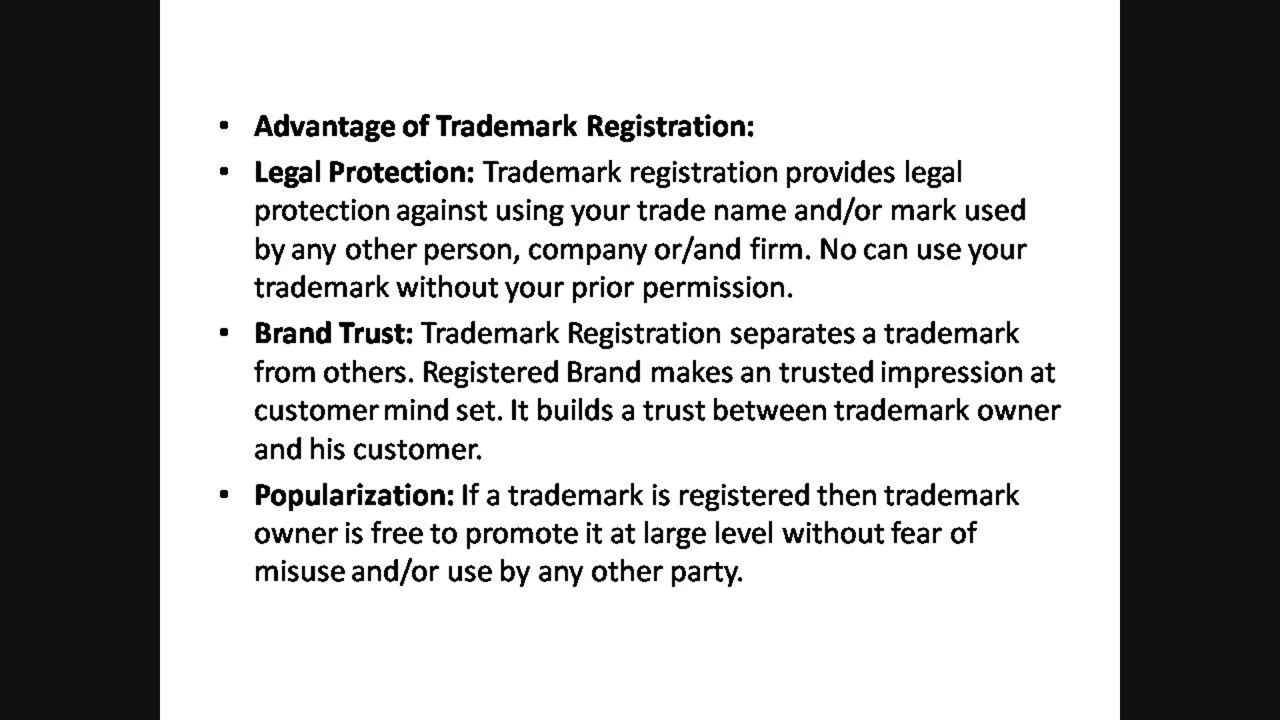 • Advantage of Trademark Registration:
• Legal Protection: Trademark registration provides legal
protection against using your trade name and/or mark used
by any other person, company or/and firm. No can use your
trademark without your prior permission.
• Brand Trust: Trademark Registration separates a trademark
from others. Registered Brand makes an trusted impression at
customer mind set. It builds a trust between trademark owner
and his customer.
• Popularization: If a trademark is registered then trademark
owner is free to promote it at large level without fear of
misuse and/or use by any other party.